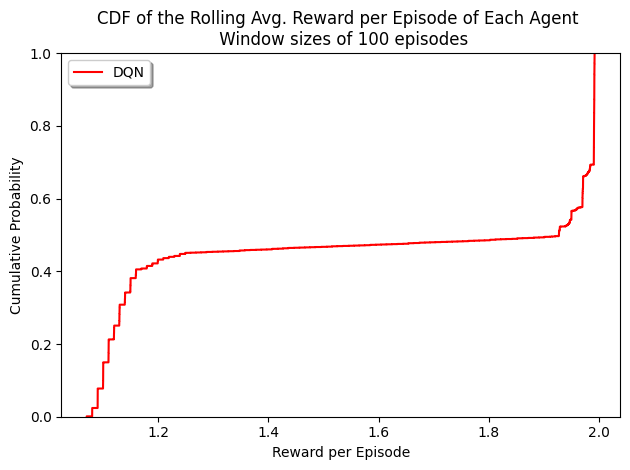 CDF of the Rolling Avg. Reward per Episode of Each Agent
Window sizes of 100 episodes
DQN
Cumulative Probability
1.0
0.8
0.6
0.4
0.2
0.0
1.2
1.4
1.6
1.8
2.0
Reward per Episode